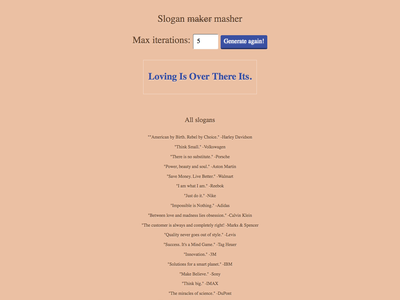 Slogan maker masher
Max iterations: 5 Generate again!
Loving Is Over There Its.
All slogans
""American by Birth. Rebel by Choice." -Harley Davidson
"Think Small." -Volkswagen
"There is no substitute." -Porsche
"Power, beauty and soul." -Aston Martin
"Save Money. Live Better." -Walmart
"I am what I am." -Reebok
"Just do it." -Nike
"Impossible is Nothing." -Adidas
"Between love and madness lies obsession." -Calvin Klein
"The customer is always and completely right! -Marks & Spencer
"Quality never goes out of style." -Levis
"Success. It's a Mind Game." -Tag Heuer
"Innovation." -3M
"Solutions for a smart planet." -IBM
"Make Believe." -Sony
"Think big." -IMAX
"The miracles of science." -DuPont